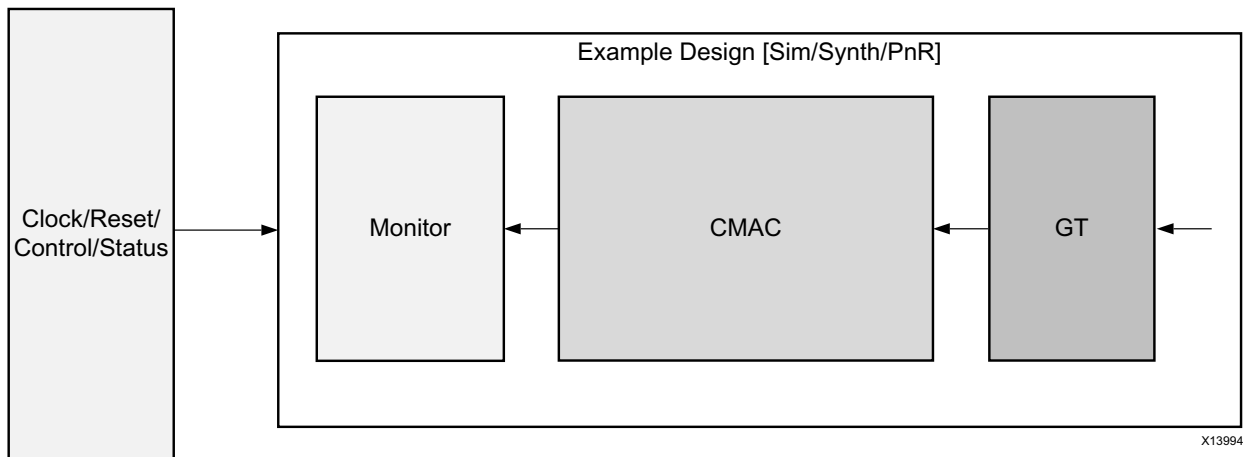 Example Design [Sim/Synth/PnR]
Clock/Reset/
Control/Status
Monitor
CMAC
GT
X13994